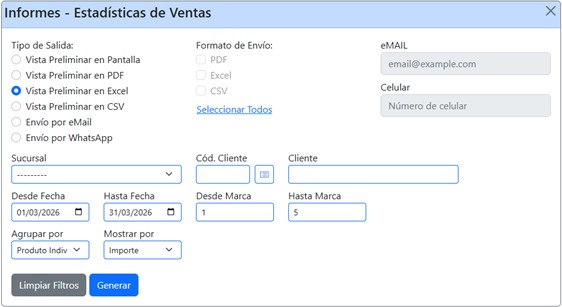 Informes - Estadísticas de Ventas
Tipo de Salida:
Vista Preliminar en Pantalla
Vista Preliminar en PDF
Vista Preliminar en Excel
Vista Preliminar en CSV
Envío por eMail
Envío por WhatsApp
Formato de Envío:
PDF
Excel
CSV
Seleccionar Todos
eMAIL
email@example.com
Celular
Número de celular
Sucursal
---------
Cód. Cliente
Cliente
Desde Fecha
01/03/2026
Hasta Fecha
31/03/2026
Desde Marca
1
Hasta Marca
5
Agrupar por
Producto Indiv
Mostrar por
Importe
Limpiar Filtros
Generar